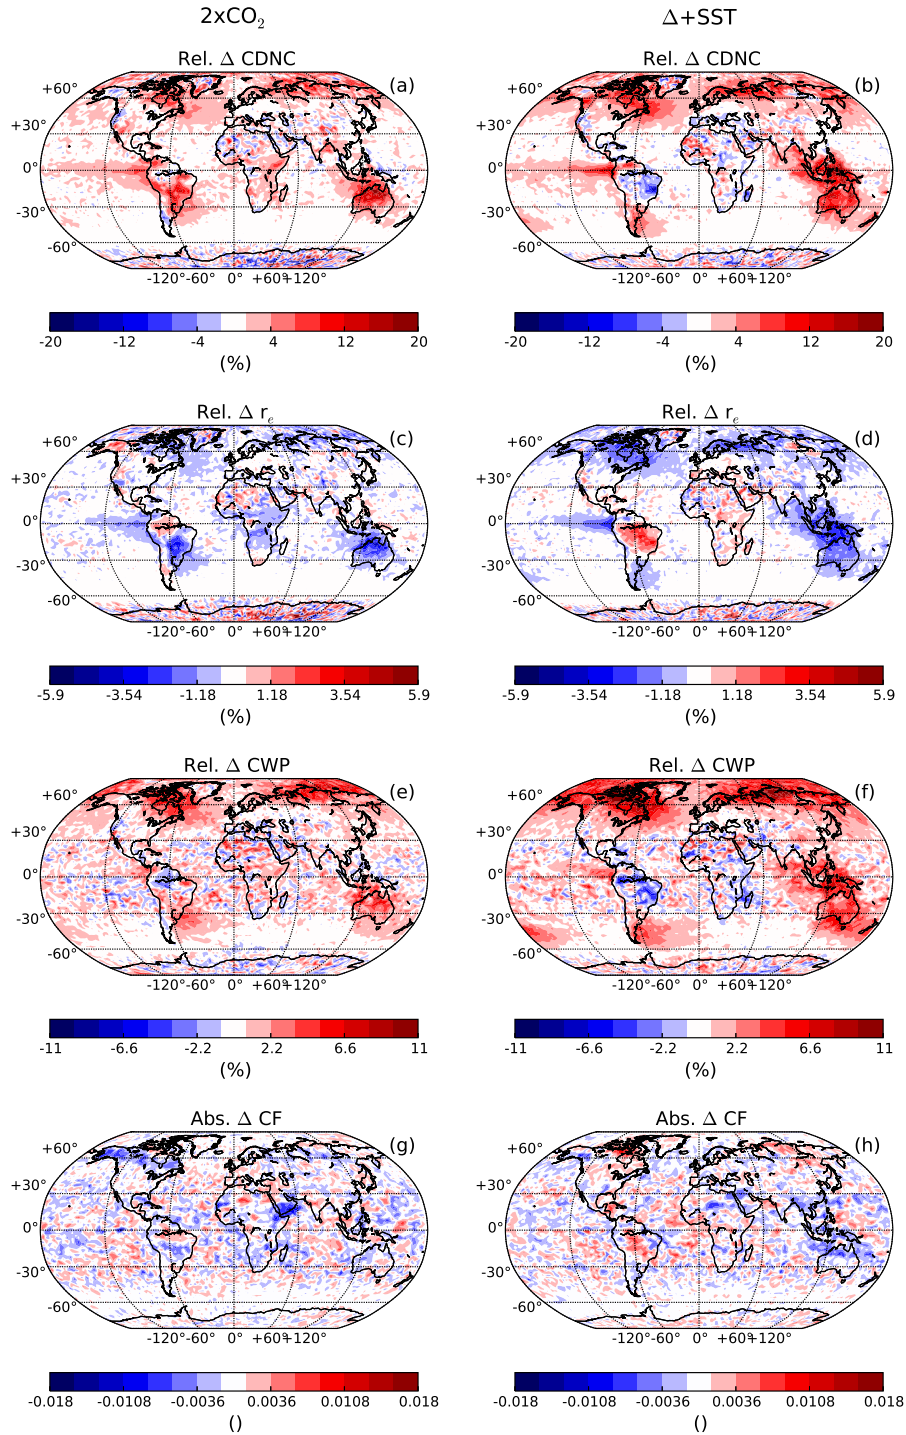 2xCO₂ Δ+SST
Rel. Δ CDNC Rel. Δ CDNC
(a) (b)
+60° +60°
+30° +30°
0° 0°
-30° -30°
-60° -60°
-120° -60° 0° +60° +120° -120° -60° 0° +60° +120°
-20 -12 -4 4 12 20 -20 -12 -4 4 12 20
(%) (%)
Rel. Δ rₑ Rel. Δ rₑ
(c) (d)
+60° +60°
+30° +30°
0° 0°
-30° -30°
-60° -60°
-120° -60° 0° +60° +120° -120° -60° 0° +60° +120°
-5.9 -3.54 -1.18 1.18 3.54 5.9 -5.9 -3.54 -1.18 1.18 3.54 5.9
(%) (%)
Rel. Δ CWP Rel. Δ CWP
(e) (f)
+60° +60°
+30° +30°
0° 0°
-30° -30°
-60° -60°
-120° -60° 0° +60° +120° -120° -60° 0° +60° +120°
-11 -6.6 -2.2 2.2 6.6 11 -11 -6.6 -2.2 2.2 6.6 11
(%) (%)
Abs. Δ CF Abs. Δ CF
(g) (h)
+60° +60°
+30° +30°
0° 0°
-30° -30°
-60° -60°
-120° -60° 0° +60° +120° -120° -60° 0° +60° +120°
-0.018 -0.0108 -0.0036 0.0036 0.0108 0.018 -0.018 -0.0108 -0.0036 0.0036 0.0108 0.018
() ()